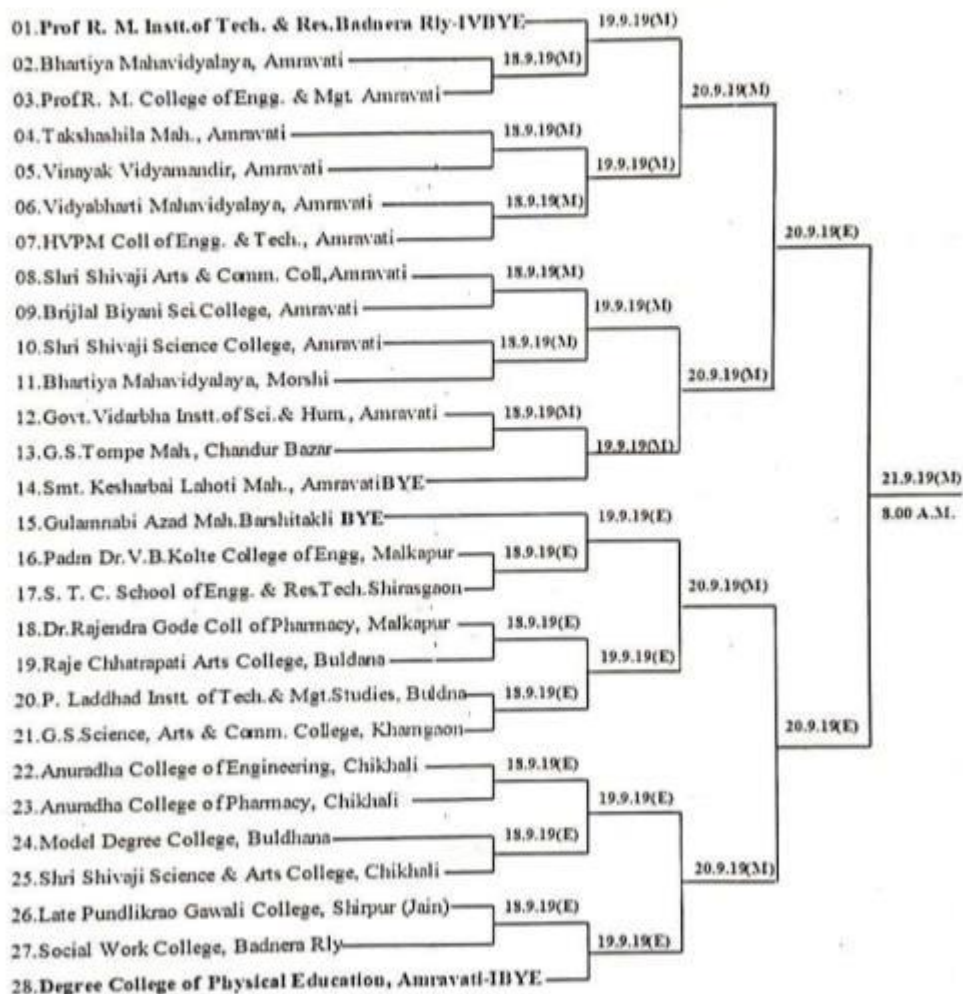 01.Prof R. M. Instt.of Tech. & Res.Badnera Rly-IVBYE
19.9.19(M)
02.Bhartiya Mahavidyalaya, Amravati
18.9.19(M)
03.Prof R. M. College of Engg. & Mgt. Amravati
20.9.19(M)
04.Takshashila Mah., Amravati
18.9.19(M)
05.Vinayak Vidyamandir, Amravati
19.9.19(M)
06.Vidyabharti Mahavidyalaya, Amravati
18.9.19(M)
07.HVPM Coll of Engg. & Tech., Amravati
20.9.19(E)
08.Shri Shivaji Arts & Comm. Coll,Amravati
18.9.19(M)
09.Brijlal Biyani Sci.College, Amravati
19.9.19(M)
10.Shri Shivaji Science College, Amravati
18.9.19(M)
11.Bhartiya Mahavidyalaya, Morshi
20.9.19(M)
12.Govt.Vidarbha Instt.of Sci.& Hum., Amravati
18.9.19(M)
13.G.S.Tompe Mah., Chandur Bazar
19.9.19(M)
14.Smt. Kesharbai Lahoti Mah., AmravatiBYE
21.9.19(M)
8.00 A.M.
15.Gulamnabi Azad Mah.Barshitakli BYE
19.9.19(E)
16.Padm Dr.V.B.Kolte College of Engg, Malkapur
18.9.19(E)
17.S. T. C. School of Engg. & Res.Tech.Shirasgaon
20.9.19(M)
18.Dr.Rajendra Gode Coll of Pharmacy, Malkapur
18.9.19(E)
19.Raje Chhatrapati Arts College, Buldana
19.9.19(E)
20.P. Laddhad Instt. of Tech.& Mgt.Studies, Buldna
18.9.19(E)
21.G.S.Science, Arts & Comm. College, Khamgaon
20.9.19(E)
22.Anuradha College of Engineering, Chikhali
18.9.19(E)
23.Anuradha College of Pharmacy, Chikhali
19.9.19(E)
24.Model Degree College, Buldhana
18.9.19(E)
25.Shri Shivaji Science & Arts College, Chikhali
20.9.19(M)
26.Late Pundlikrao Gawali College, Shirpur (Jain)
18.9.19(E)
27.Social Work College, Badnera Rly
19.9.19(E)
28.Degree College of Physical Education, Amravati-IBYE